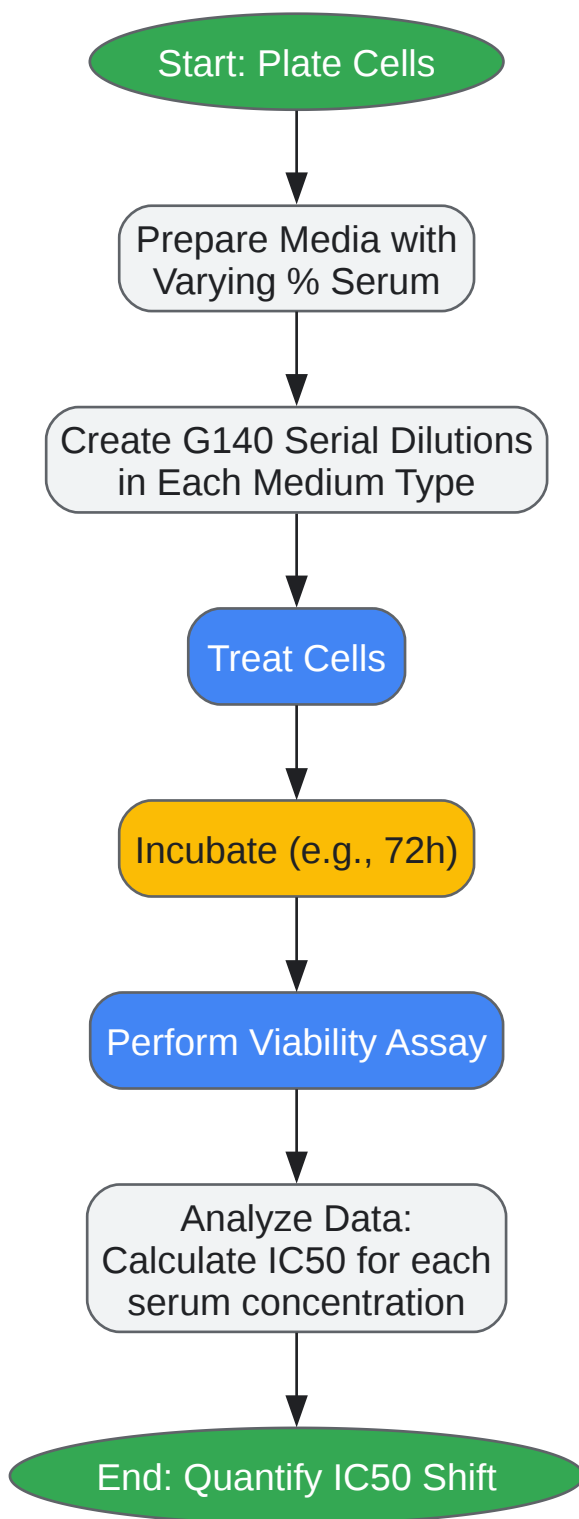 Start: Plate Cells
Prepare Media with
Varying % Serum
Create G140 Serial Dilutions
in Each Medium Type
Treat Cells
Incubate (e.g., 72h)
Perform Viability Assay
Analyze Data:
Calculate IC50 for each
serum concentration
End: Quantify IC50 Shift